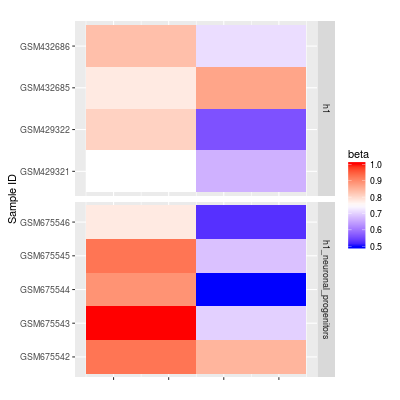 Sample ID
GSM432686
GSM432685
GSM429322
GSM429321
h1
GSM675546
GSM675545
GSM675544
GSM675543
GSM675542
h1_neuronal_progenitors
beta
1.0
0.9
0.8
0.7
0.6
0.5